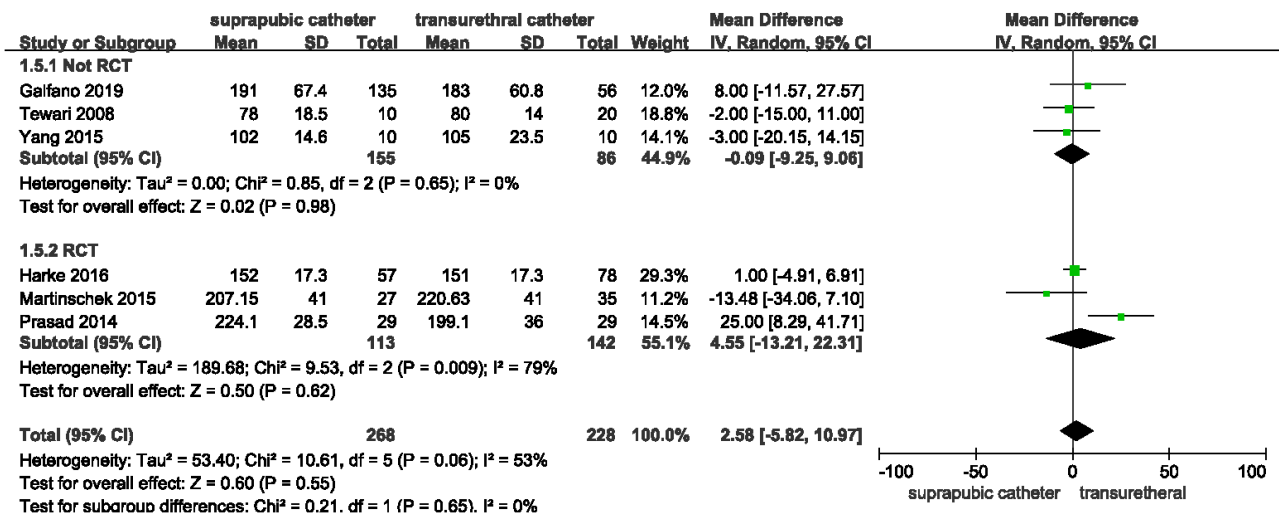 suprapubic catheter transurethral catheter Mean Difference Mean Difference
Study or Subgroup Mean SD Total Mean SD Total Weight IV, Random, 95% CI IV, Random, 95% CI
1.5.1 Not RCT
Galfano 2019 191 67.4 135 183 60.8 56 12.0% 8.00 [-11.57, 27.57]
Tewari 2008 78 18.5 10 80 14 20 18.8% -2.00 [-15.00, 11.00]
Yang 2015 102 14.6 10 105 23.5 10 14.1% -3.00 [-20.15, 14.15]
Subtotal (95% CI) 155 86 44.9% -0.09 [-9.25, 9.06]
Heterogeneity: Tau² = 0.00; Chi² = 0.85, df = 2 (P = 0.65); I² = 0%
Test for overall effect: Z = 0.02 (P = 0.98)
1.5.2 RCT
Harke 2016 152 17.3 57 151 17.3 78 29.3% 1.00 [-4.91, 6.91]
Martinschek 2015 207.15 41 27 220.63 41 35 11.2% -13.48 [-34.06, 7.10]
Prasad 2014 224.1 28.5 29 199.1 36 29 14.5% 25.00 [8.29, 41.71]
Subtotal (95% CI) 113 142 55.1% 4.55 [-13.21, 22.31]
Heterogeneity: Tau² = 189.68; Chi² = 9.53, df = 2 (P = 0.009); I² = 79%
Test for overall effect: Z = 0.50 (P = 0.62)
Total (95% CI) 268 228 100.0% 2.58 [-5.82, 10.97]
Heterogeneity: Tau² = 53.40; Chi² = 10.61, df = 5 (P = 0.06); I² = 53%
Test for overall effect: Z = 0.60 (P = 0.55)
Test for subgroup differences: Chi² = 0.21, df = 1 (P = 0.65), I² = 0%
-100 -50 0 50 100
suprapubic catheter transuretheral